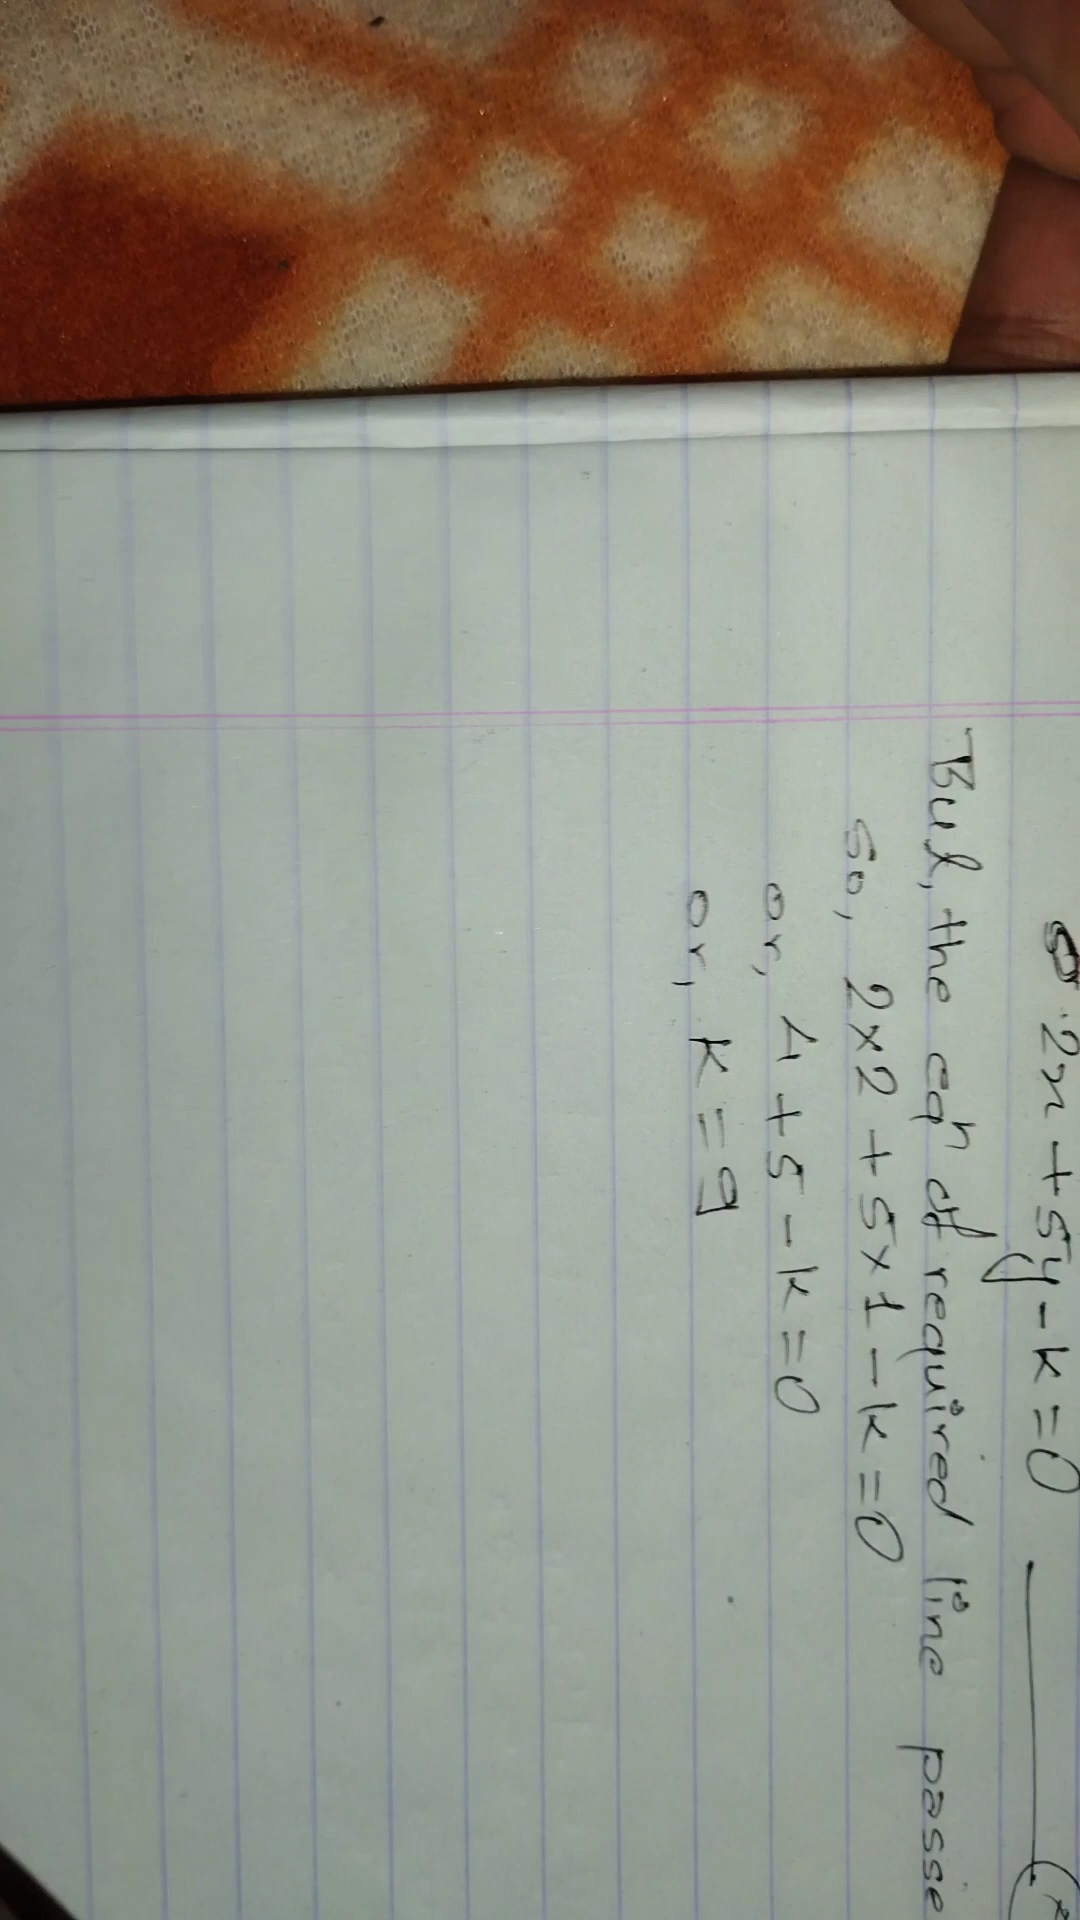 2x + 5y - k = 0
But, the eqn of required line passe
so, 2 x 2 + 5 x 1 - k = 0
or, 4 + 5 - k = 0
or, k = 9